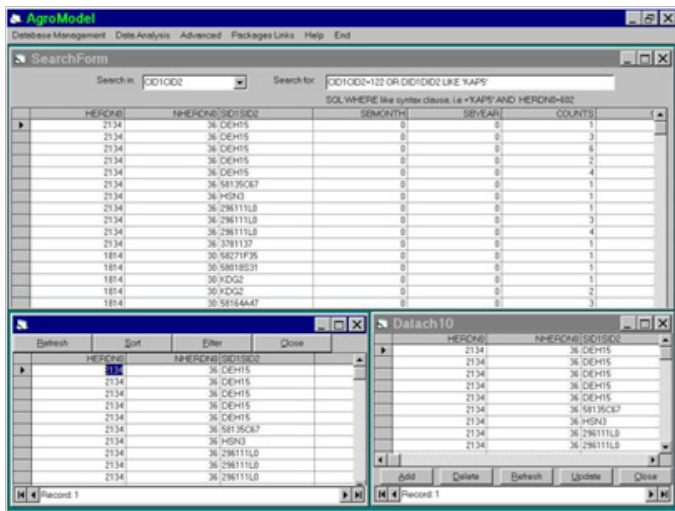 AgroModel
Database Management Data Analysis Advanced Packages Links Help End
SearchForm
Search in: CID1CID2 Search for: CID1CID2=122 OR DID1DID2 LIKE 'KAP5'
SQL WHERE like syntax clause, i.e ='KAP5' AND HERDN0=602
HERDN0 NHERDN0 SID1SID2 SBMONTH SBYEAR COUNTS
2134 36 DEH15 0 0 1
2134 36 DEH15 0 0 3
2134 36 DEH15 0 0 6
2134 36 DEH15 0 0 2
2134 36 DEH15 0 0 4
2134 36 58135C67 0 0 1
2134 36 HSN3 0 0 1
2134 36 296111L0 0 0 1
2134 36 296111L0 0 0 3
2134 36 296111L0 0 0 4
2134 36 3781137 0 0 1
1814 30 58271F35 0 0 1
1814 30 58018S31 0 0 1
1814 30 KDG2 0 0 1
1814 30 KDG2 0 0 2
1814 30 58164A47 0 0 3
Refresh Sort Filter Close
HERDN0 NHERDN0 SID1SID2
2134 36 DEH15
2134 36 DEH15
2134 36 DEH15
2134 36 DEH15
2134 36 DEH15
2134 36 58135C67
2134 36 HSN3
2134 36 296111L0
2134 36 296111L0
2134 36 296111L0
Record: 1
Datach10
HERDN0 NHERDN0 SID1SID2
2134 36 DEH15
2134 36 DEH15
2134 36 DEH15
2134 36 DEH15
2134 36 DEH15
2134 36 58135C67
2134 36 HSN3
2134 36 296111L0
2134 36 296111L0
Add Delete Refresh Update Close
Record: 1